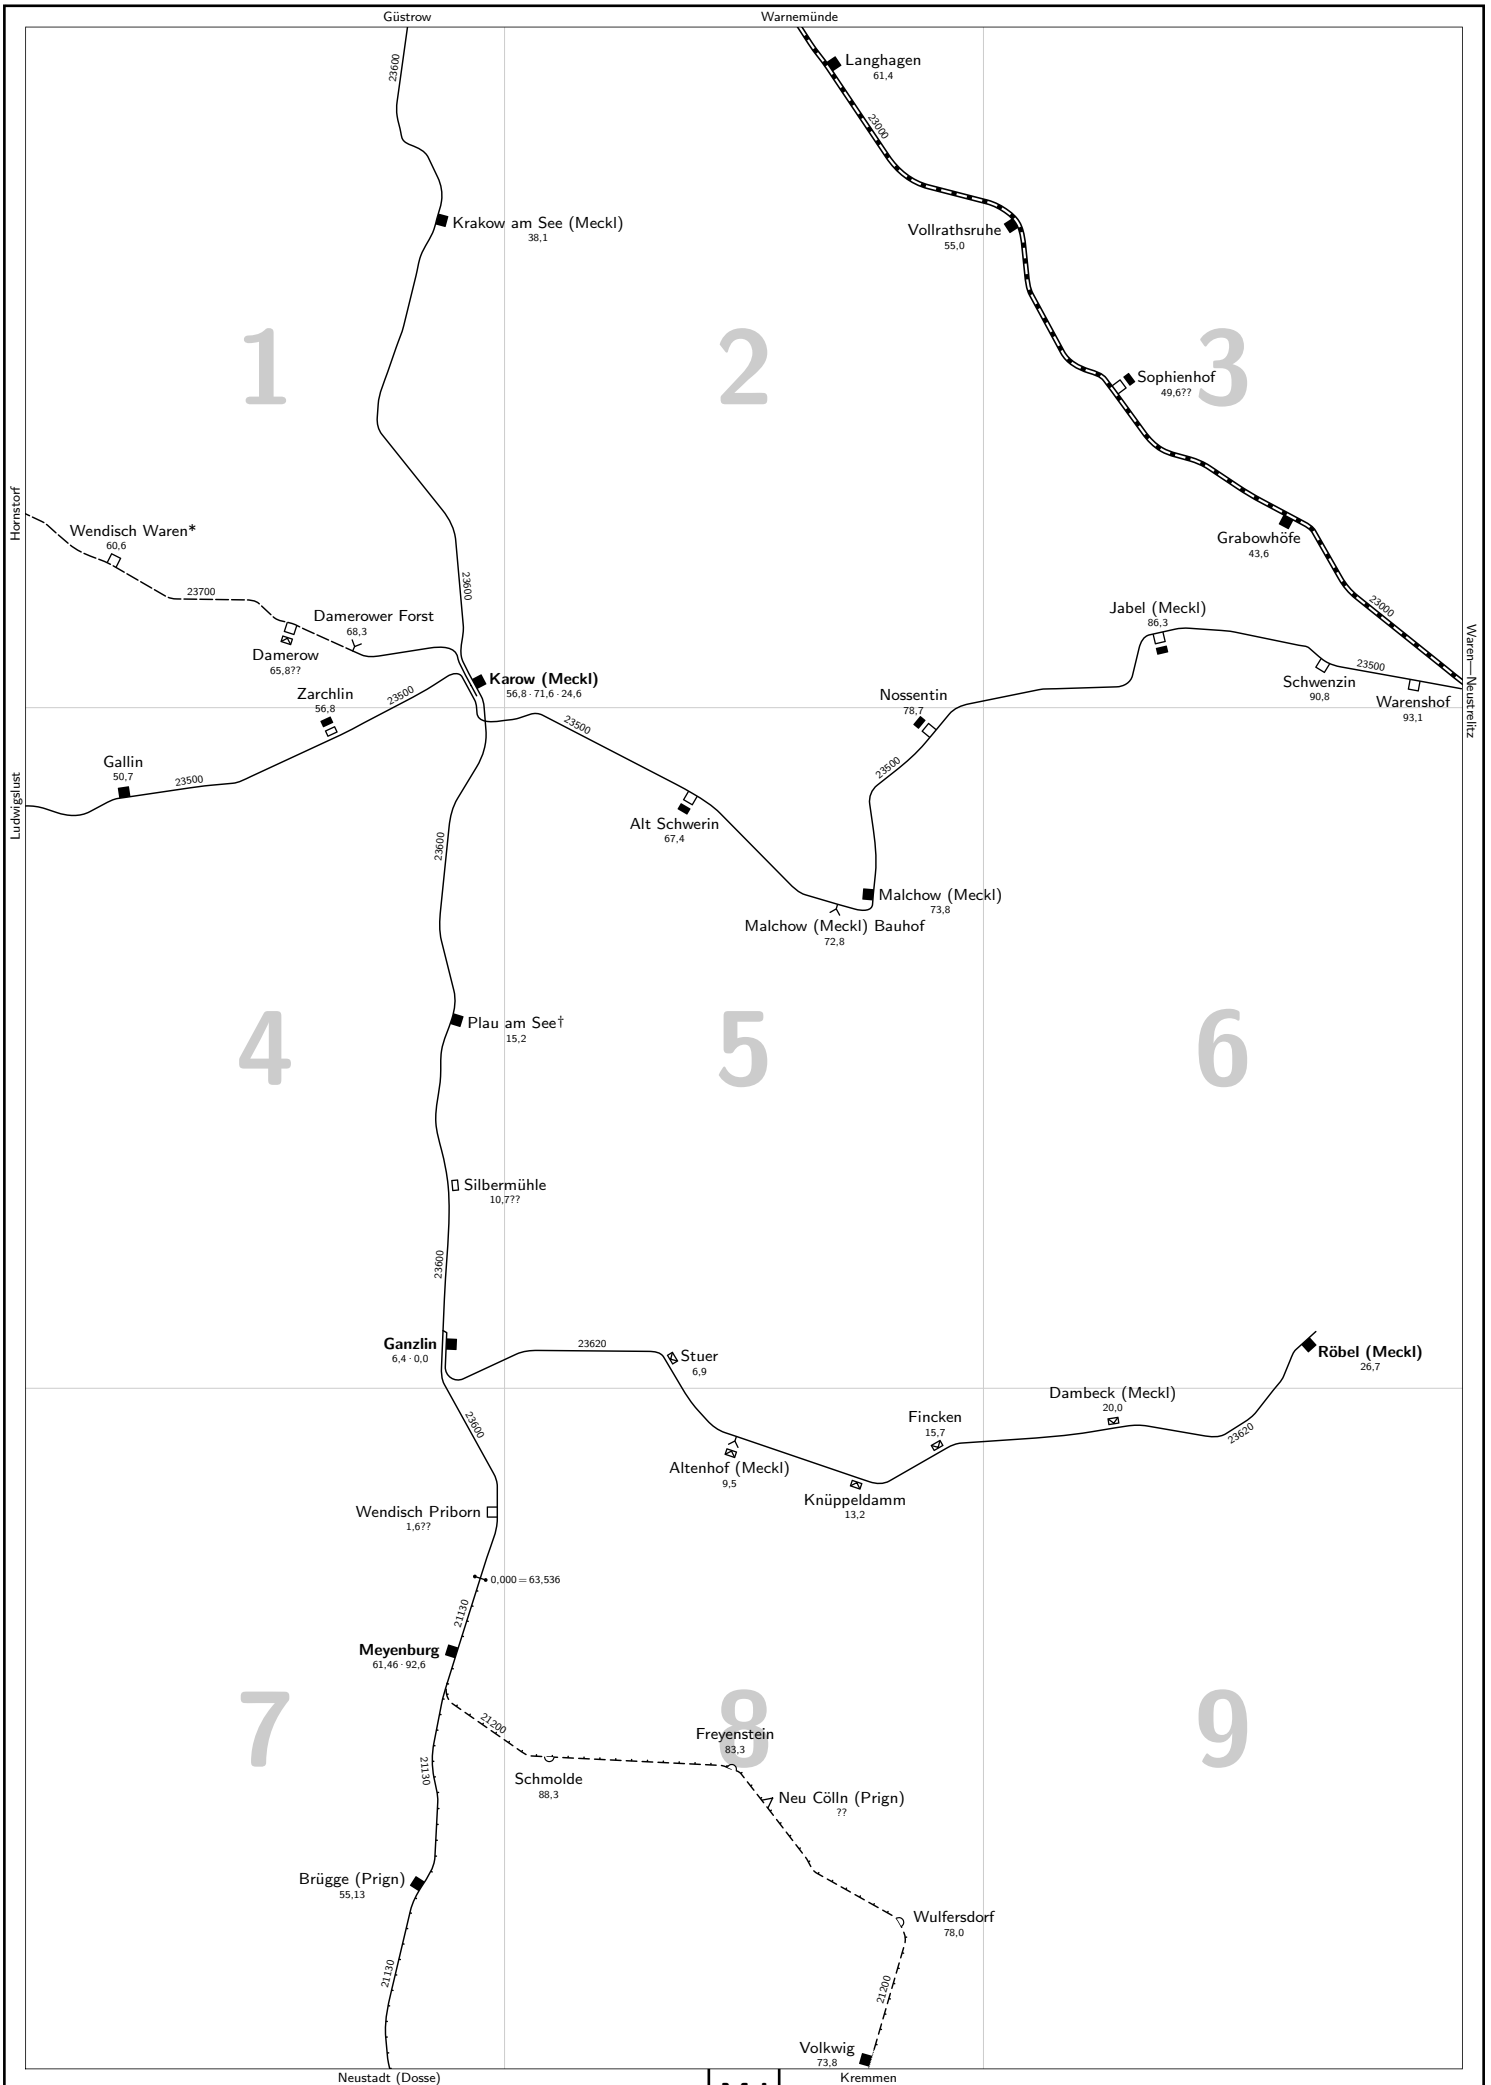 Güstrow
Warnemünde
23600
Langhagen
61,4
23000
Krakow am See (Meckl)
38,1
Vollrathsruhe
55,0
1
2
3
Sophienhof
49,6??
Hornstorf
Wendisch Waren*
60,6
Grabowhöfe
43,6
23700
23600
23000
Damerower Forst
68,3
Jabel (Meckl)
86,3
Damerow
65,8??
Waren—Neustrelitz
Karow (Meckl)
56,8 · 71,6 · 24,6
Zarchlin
56,8
23500
23500
Schwenzin
90,8
Warenshof
93,1
Nossentin
78,7
23500
Gallin
50,7
23500
23500
Ludwigslust
Alt Schwerin
67,4
23600
Malchow (Meckl)
73,8
Malchow (Meckl) Bauhof
72,8
Plau am See†
15,2
4
5
6
Silbermühle
10,7??
23600
Ganzlin
6,4 · 0,0
23620
Stuer
6,9
Röbel (Meckl)
26,7
Dambeck (Meckl)
20,0
23600
Fincken
15,7
23620
Altenhof (Meckl)
9,5
Knüppeldamm
13,2
Wendisch Priborn
1,6??
0,000 = 63,536
21130
Meyenburg
61,46 · 92,6
7
8
9
21200
Freyenstein
83,3
21130
Schmolde
88,3
Neu Cölln (Prign)
??
Brügge (Prign)
55,13
Wulfersdorf
78,0
21130
21200
Volkwig
73,8
Neustadt (Dosse)
Kremmen